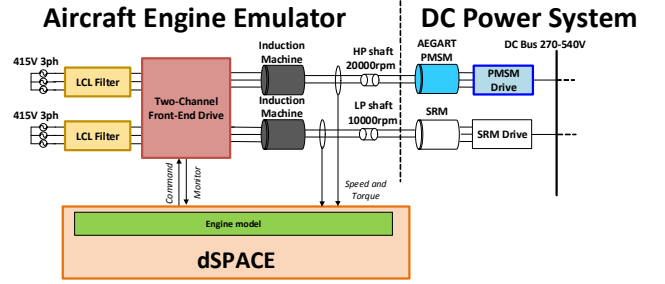 Aircraft Engine Emulator
DC Power System
415V 3ph
LCL Filter
Two-Channel
Front-End Drive
Induction
Machine
HP shaft
20000rpm
AEGART
PMSM
PMSM
Drive
DC Bus 270-540V
415V 3ph
LCL Filter
Induction
Machine
LP shaft
10000rpm
SRM
SRM Drive
Command
Monitor
Speed and
Torque
Engine model
dSPACE